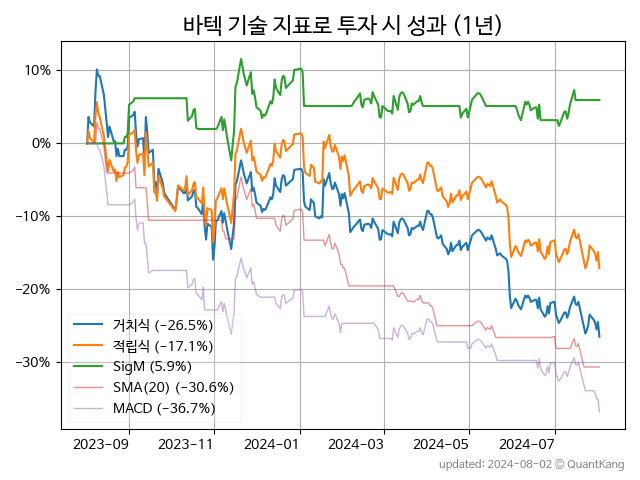 바텍 기술 지표로 투자 시 성과 (1년)
10%
0%
−10%
−20%
−30%
거치식 (−26.5%)
적립식 (−17.1%)
SigM (5.9%)
SMA(20) (−30.6%)
MACD (−36.7%)
2023−09 2023−11 2024−01 2024−03 2024−05 2024−07
updated: 2024−08−02 © QuantKang